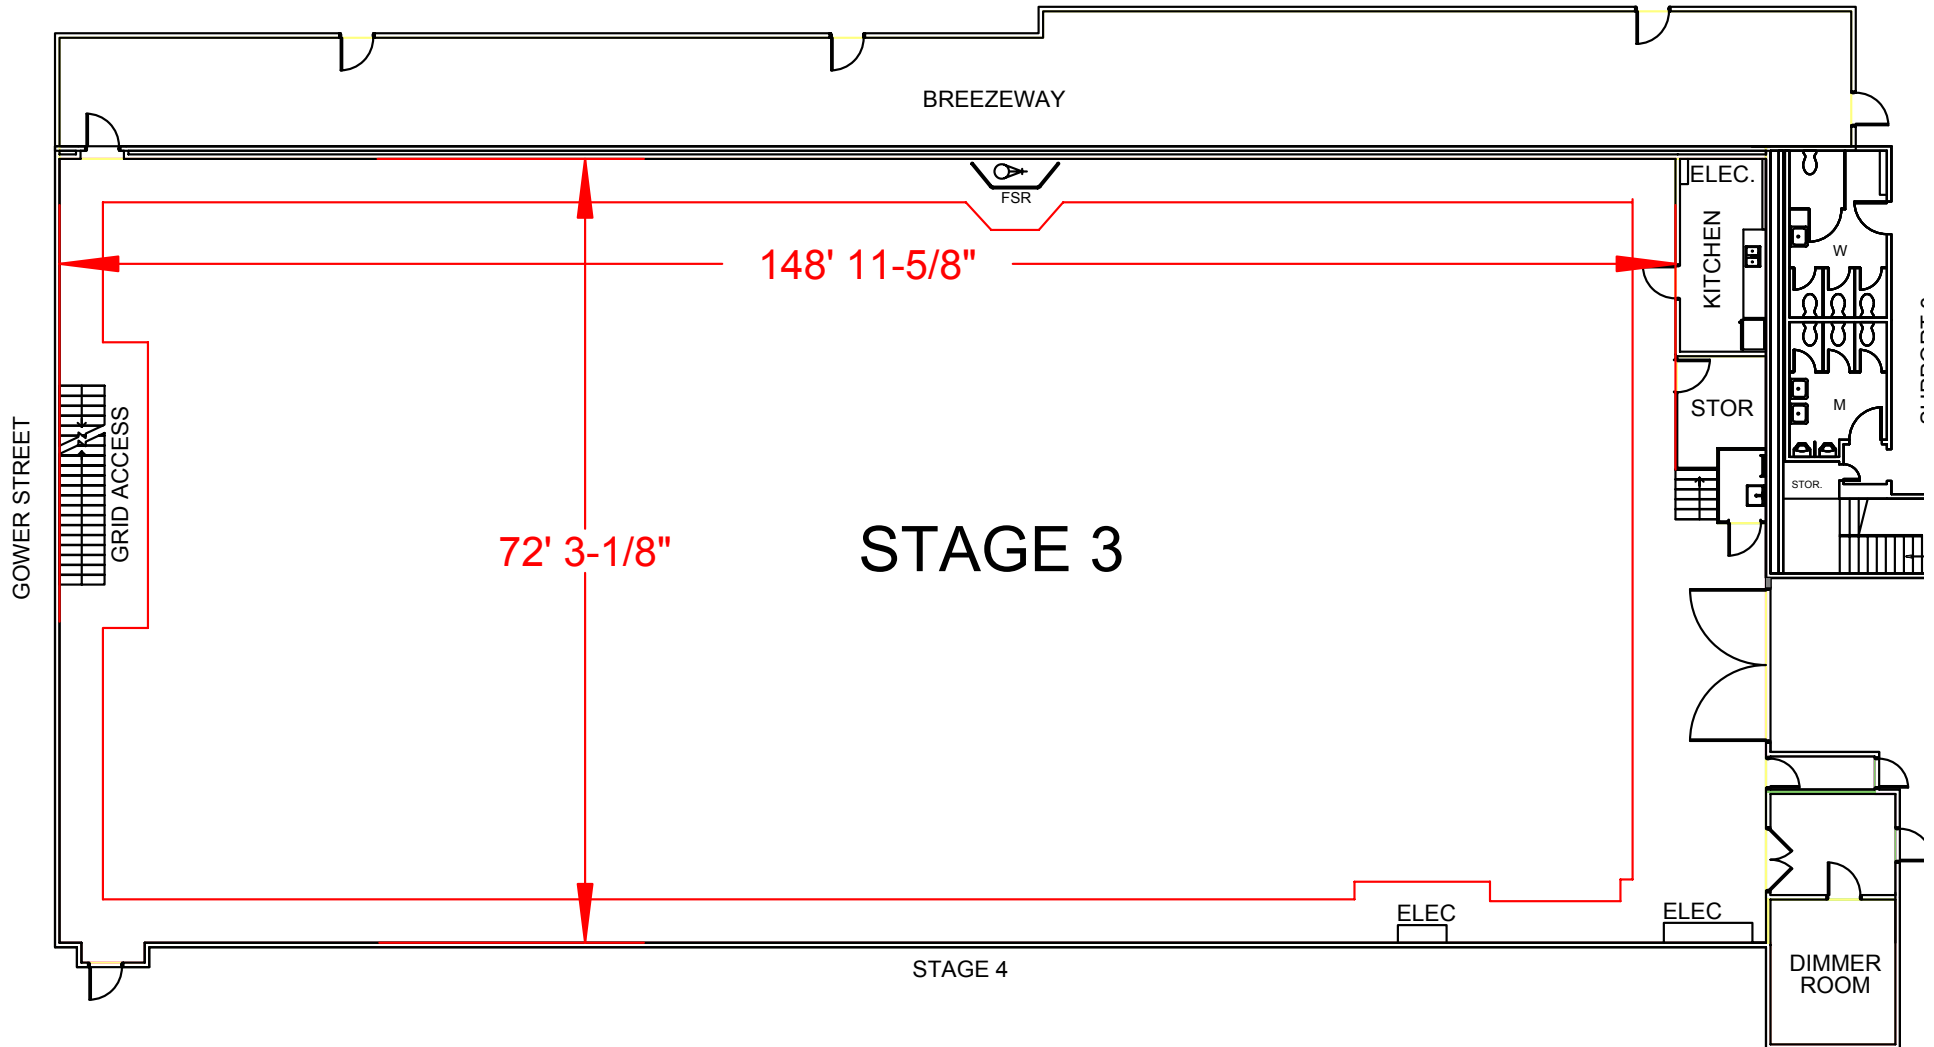 BREEZEWAY
ELEC.
FSR
KITCHEN
W
148' 11-5/8"
STOR
M
GRID ACCESS
GOWER STREET
STOR.
72' 3-1/8"
STAGE 3
ELEC
ELEC
STAGE 4
DIMMER
ROOM